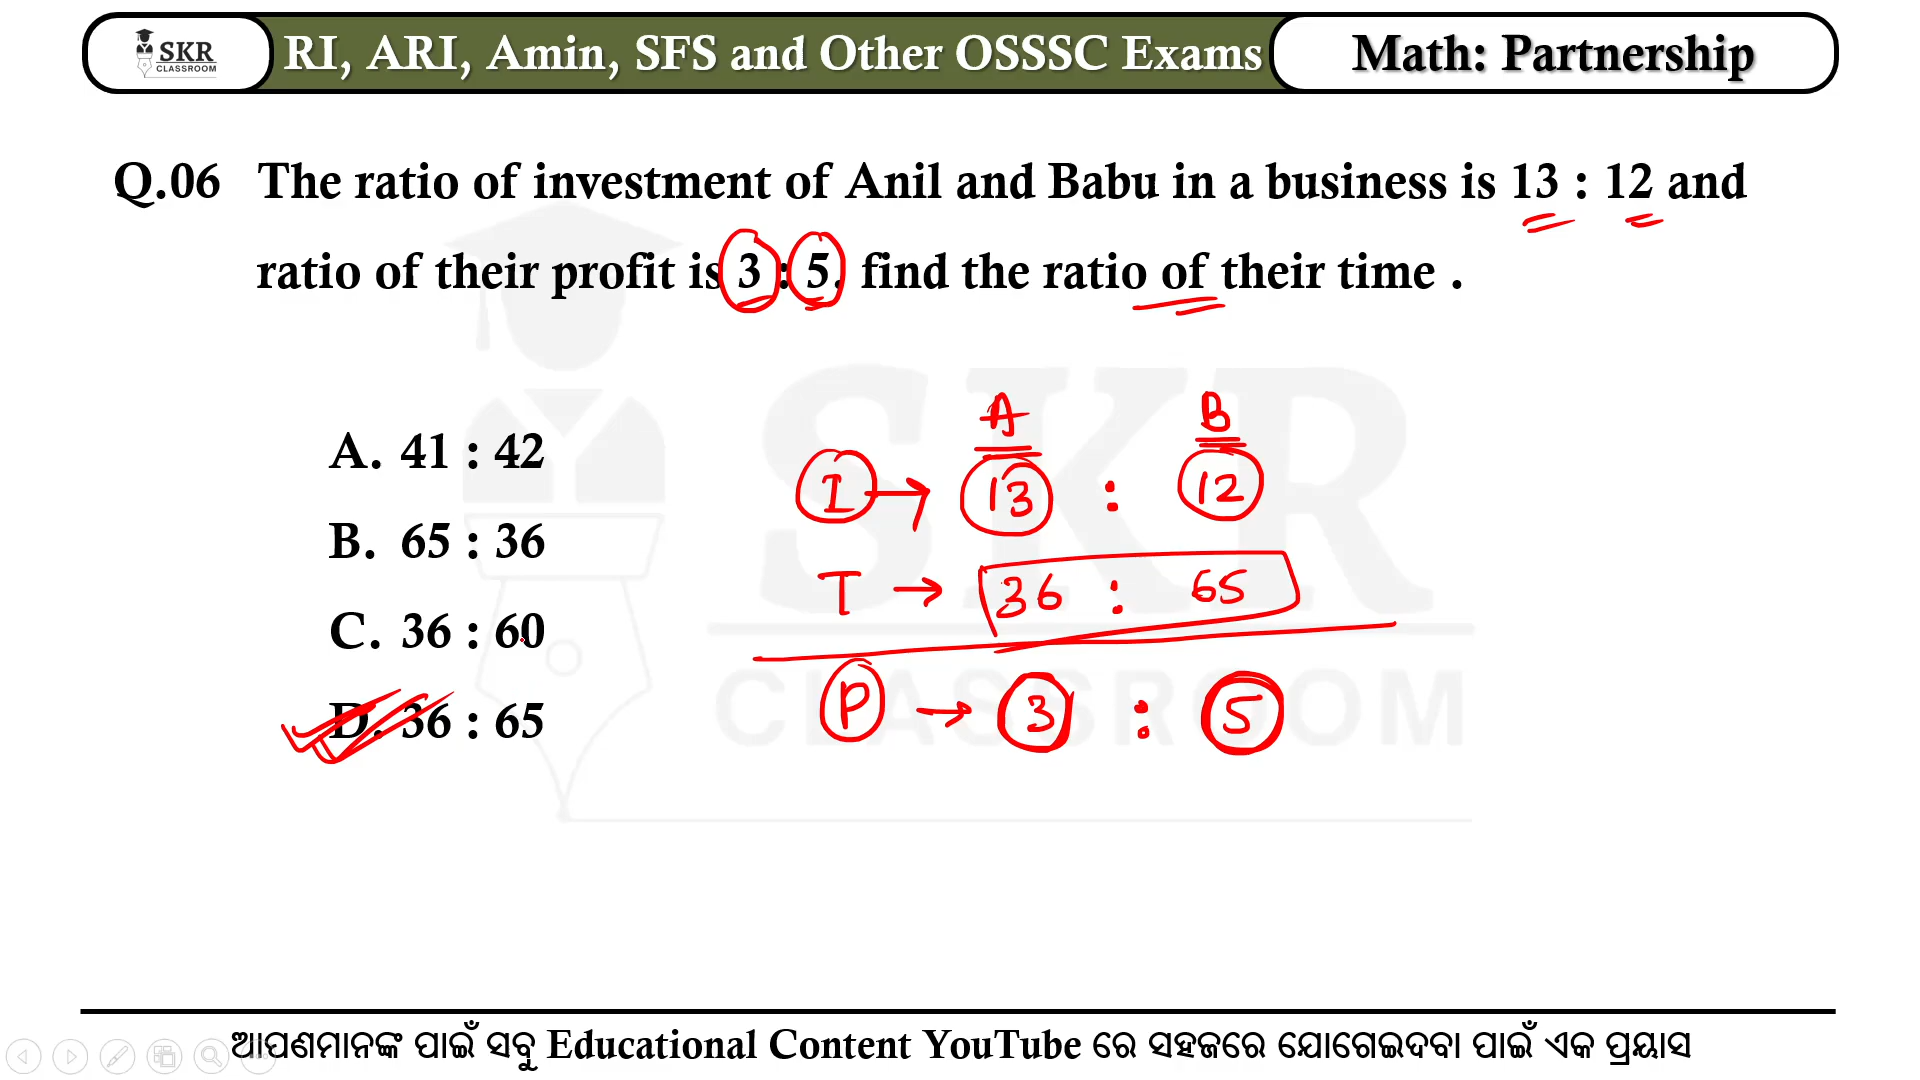 SKR
CLASSROOM
RI, ARI, Amin, SFS and Other OSSSC Exams
Math: Partnership
Q.06 The ratio of investment of Anil and Babu in a business is 13 : 12 and
ratio of their profit is 3 : 5. find the ratio of their time .
A. 41 : 42
B. 65 : 36
C. 36 : 60
D. 36 : 65
A B
I → 13 : 12
T → 36 : 65
P → 3 : 5
SKR
CLASSROOM
ଆପଣମାନଙ୍କ ପାଇଁ ସବୁ Educational Content YouTube ରେ ସହଜରେ ଯୋଗେଇଦବା ପାଇଁ ଏକ ପ୍ରୟାସ